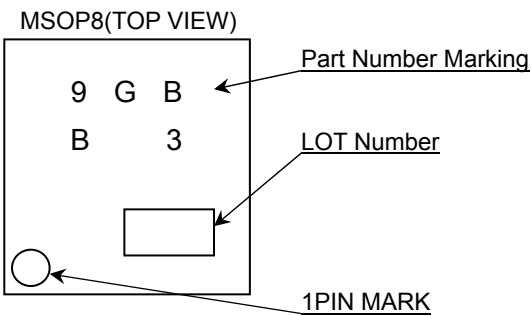 MSOP8(TOP VIEW)
Part Number Marking
9 G B
B 3
LOT Number
1PIN MARK